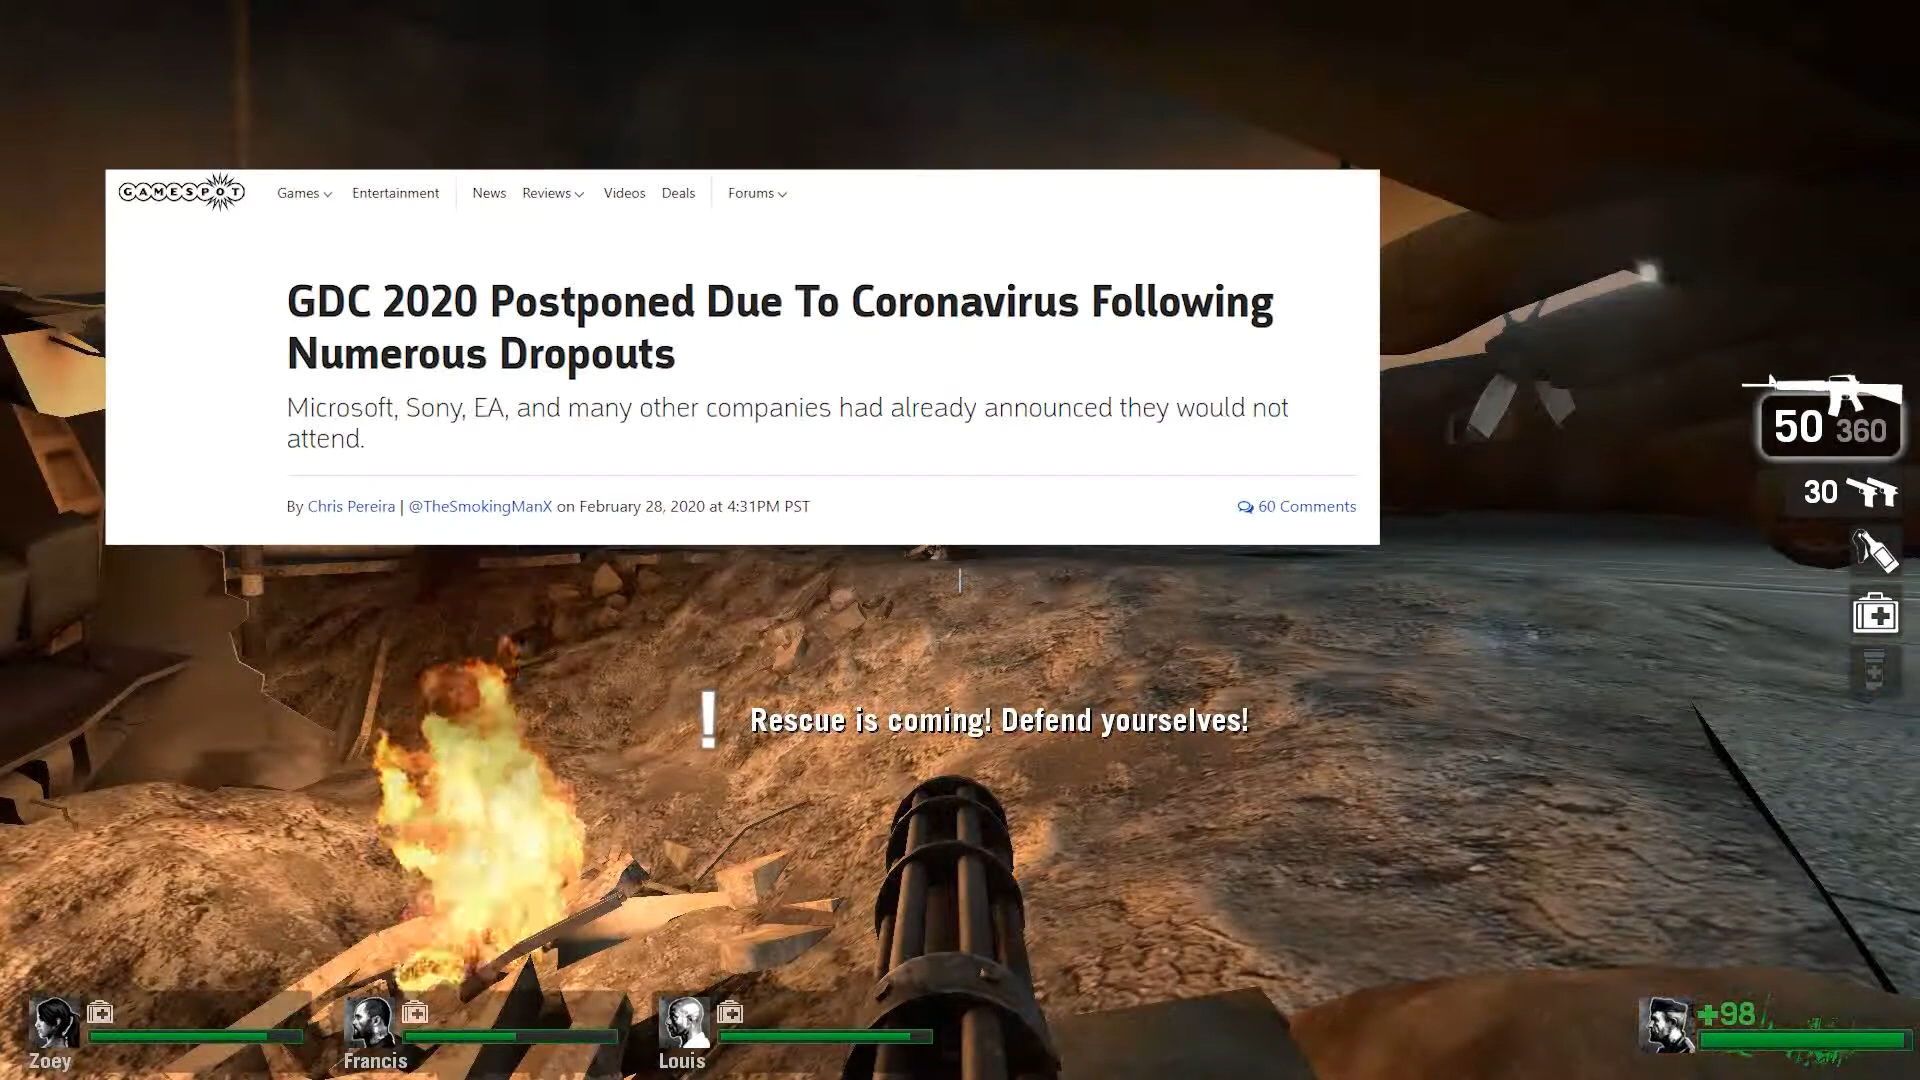 GAMESPOT
Games Entertainment News Reviews Videos Deals Forums
GDC 2020 Postponed Due To Coronavirus Following
Numerous Dropouts
Microsoft, Sony, EA, and many other companies had already announced they would not
attend.
By Chris Pereira | @TheSmokingManX on February 28, 2020 at 4:31PM PST
60 Comments
50 360
30
! Rescue is coming! Defend yourselves!
+98
Zoey
Francis
Louis